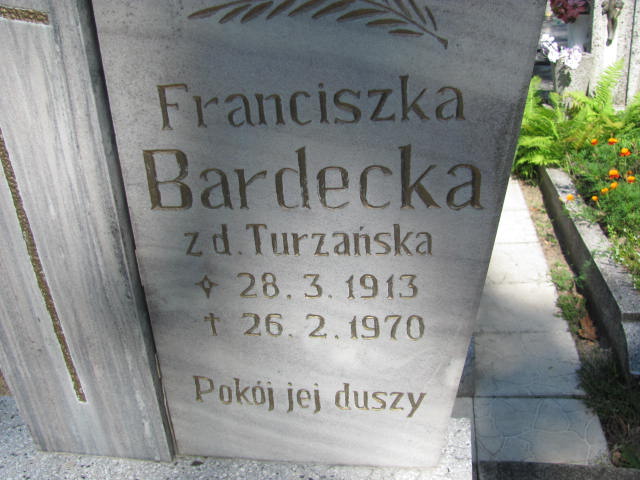 Franciszka
Bardecka
z d. Turzańska
28. 3. 1913
† 26. 2. 1970
Pokój jej duszy